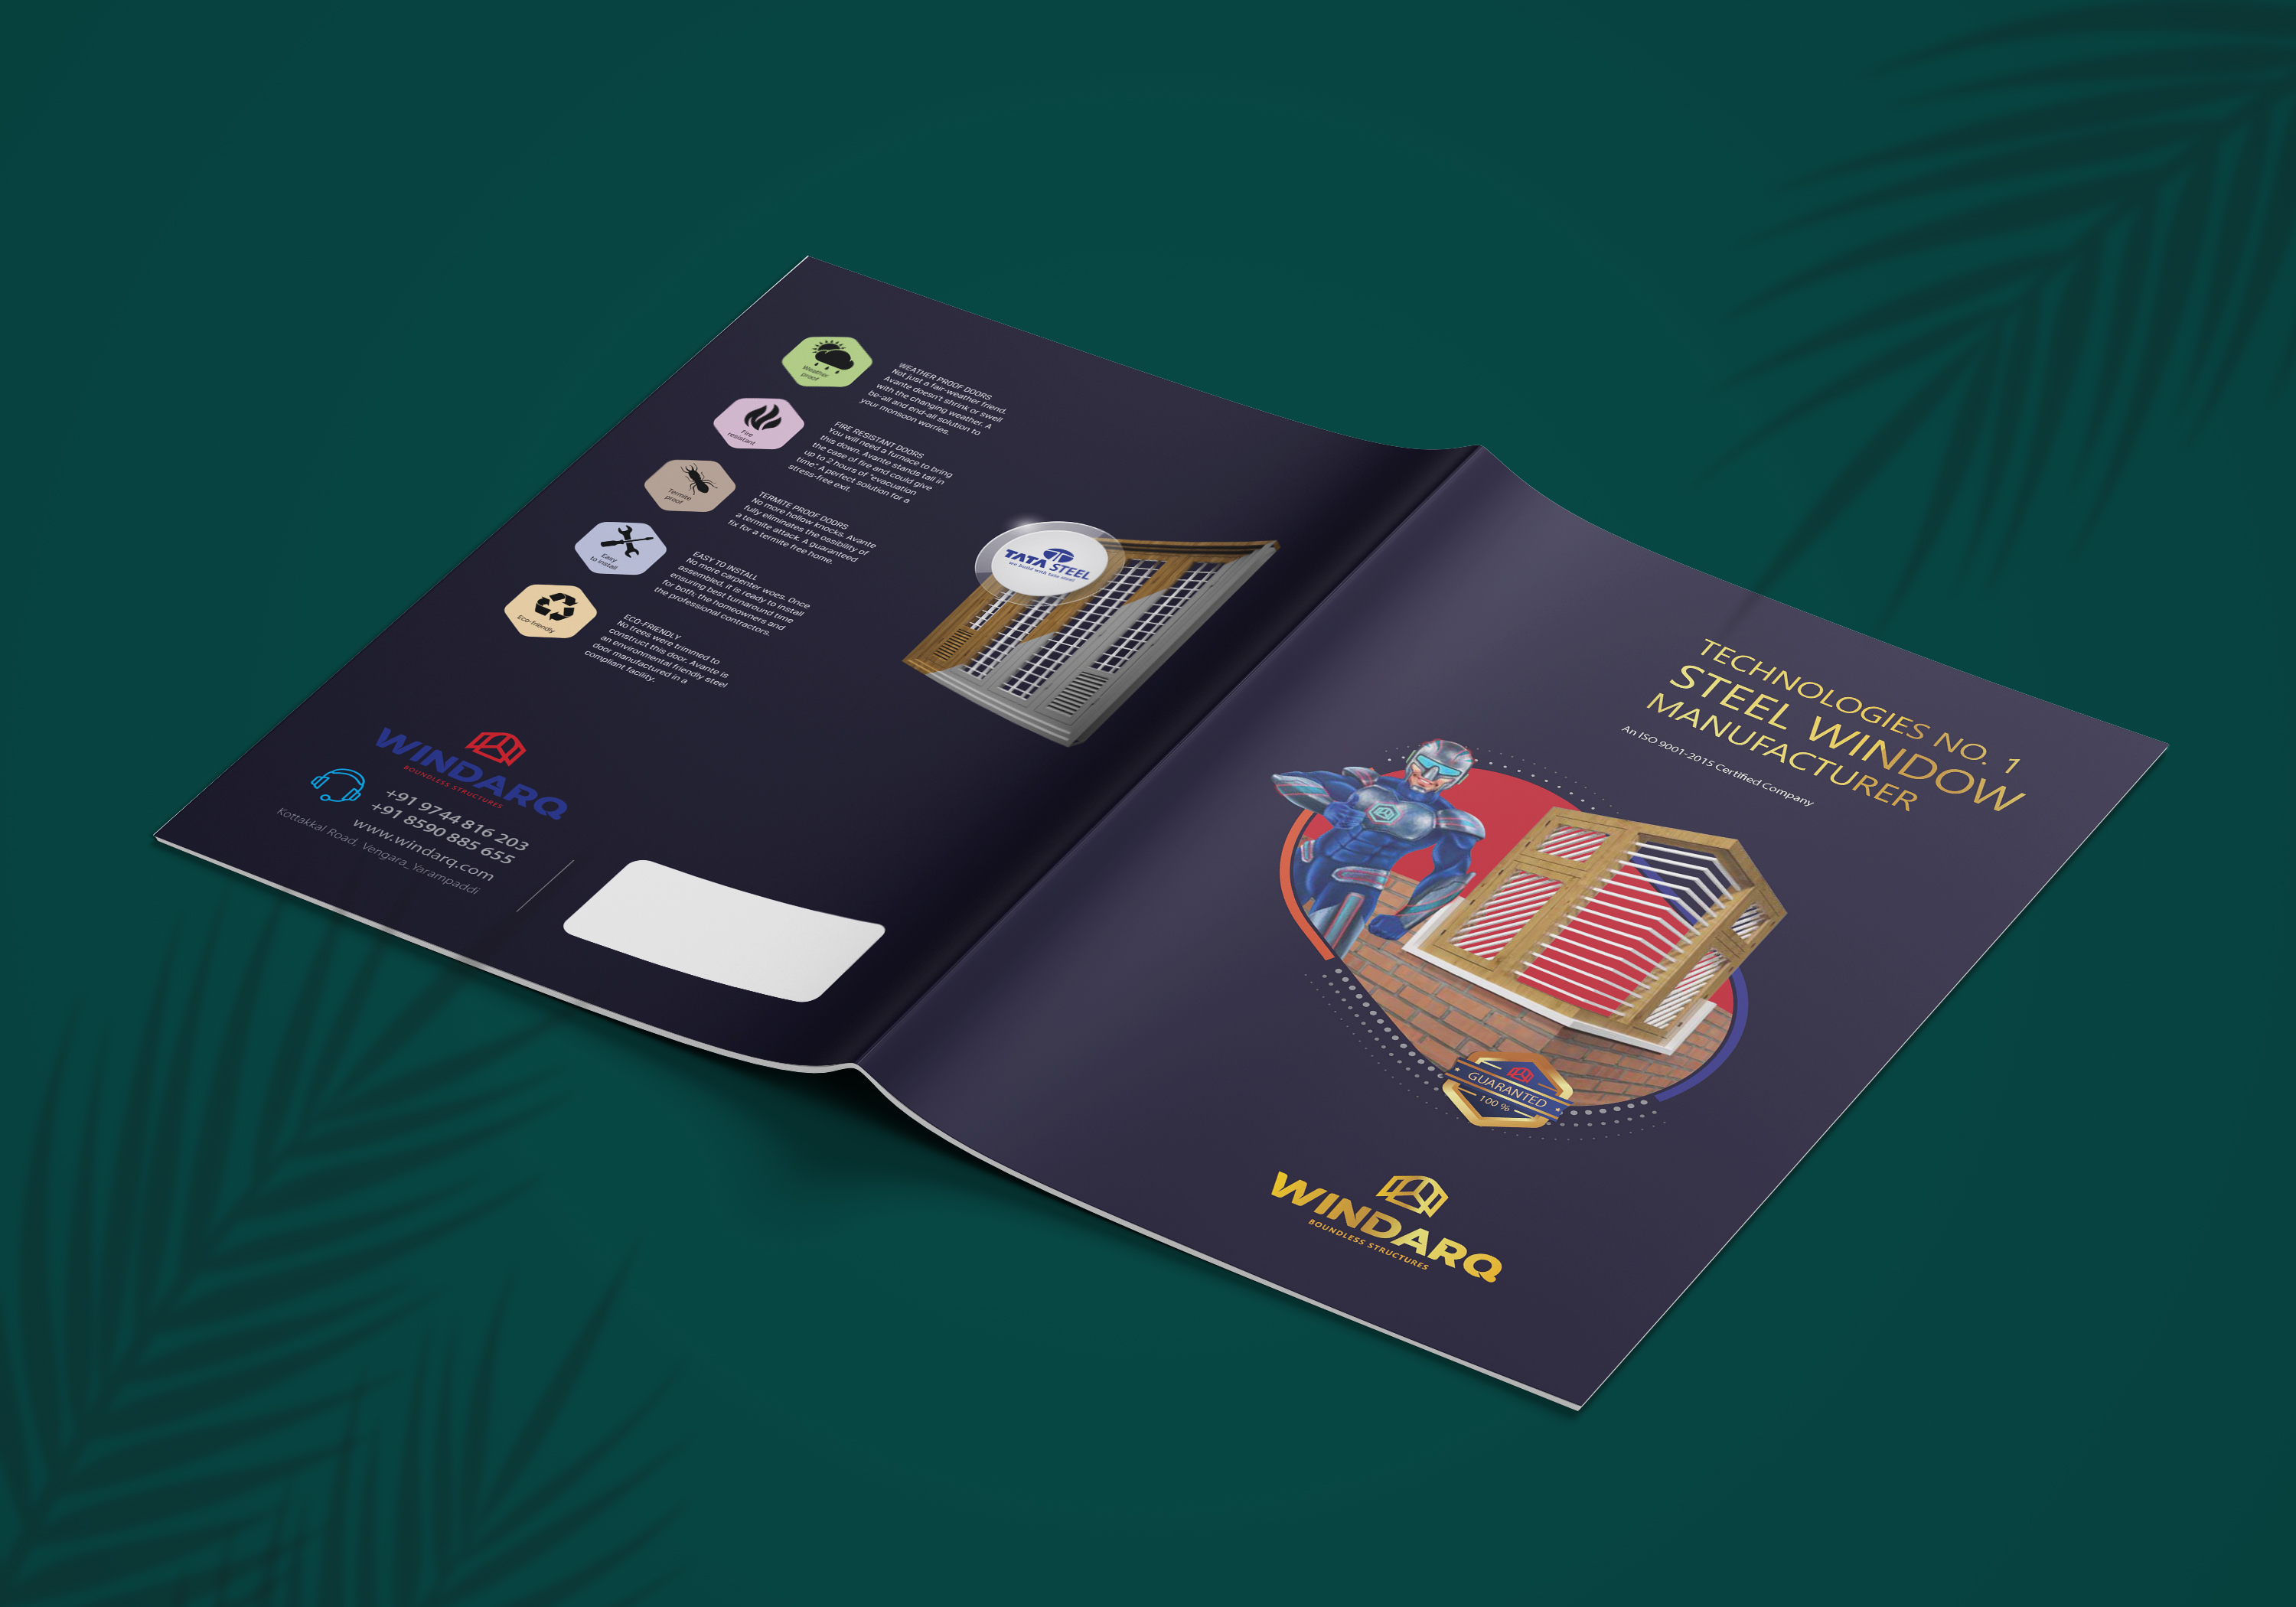 Weather
proof
WEATHER PROOF DOORS
Not just a fair-weather friend.
Avante doesn't shrink or swell
with the changing weather. A
be-all and end-all solution to
your monsoon worries.
Fire
resistant
FIRE RESISTANT DOORS
You will need a furnace to bring
this down. Avante stands tall in
the case of fire and could give
up to 2 hours of "evacuation
time" A perfect solution for a
stress-free exit.
Termite
proof
TERMITE PROOF DOORS
No more hollow knocks. Avante
fully eliminates the ossibility of
a termite attack. A guaranteed
fix for a termite free home.
Easy
to install
EASY TO INSTALL
No more carpenter woes. Once
assembled, it is ready to install
ensuring best turnaround time
for both, the homeowners and
the professional contractors.
Eco-friendly
ECO-FRIENDLY
No trees were trimmed to
construct this door. Avante is
an environmental friendly steel
door manufactured in a
compliant facility.
TATA STEEL
we build with tata steel
WINDARQ
BOUNDLESS STRUCTURES
+91 9744 816 203
+91 8590 885 655
www.windarq.com
Kottakkal Road, Vengara_Yarampaddi
TECHNOLOGIES NO. 1
STEEL WINDOW
MANUFACTURER
An ISO 9001-2015 Certified Company
GUARANTED
100 %
WINDARQ
BOUNDLESS STRUCTURES